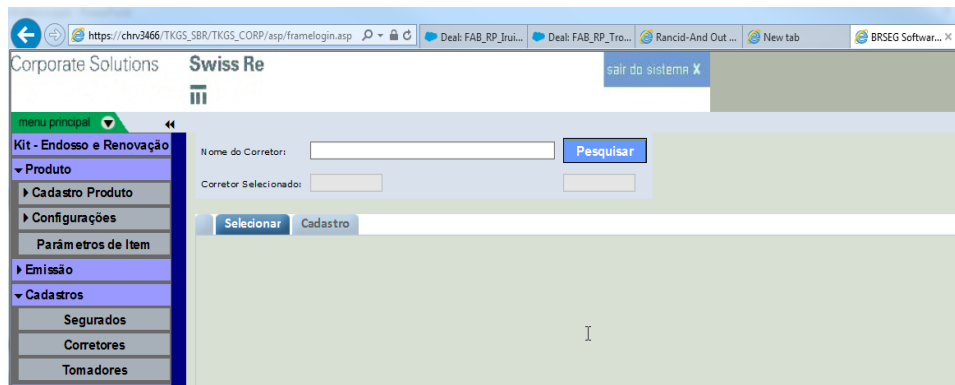 https://chrv3466/TKGS_SBR/TKGS_CORP/asp/framelogin.asp
Deal: FAB_RP_Irui...
Deal: FAB_RP_Tro...
Rancid-And Out ...
New tab
BRSEG Softwar...
Corporate Solutions
Swiss Re
sair do sistema X
menu principal
Kit - Endosso e Renovação
Nome do Corretor:
Pesquisar
Produto
Corretor Selecionado:
Cadastro Produto
Configurações
Selecionar
Cadastro
Parâmetros de Item
Emissão
Cadastros
Segurados
Corretores
Tomadores